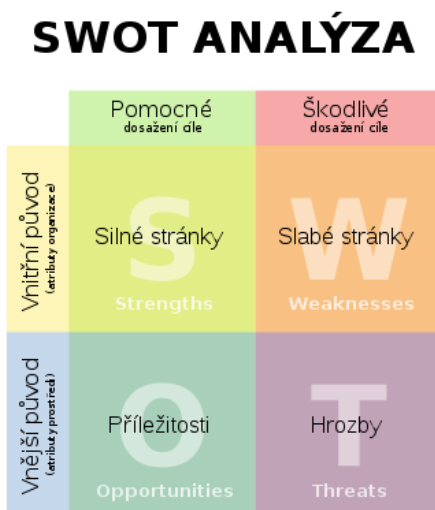 SWOT ANALÝZA
Pomocné
dosažení cíle
Škodlivé
dosažení cíle
Vnitřní původ
(atributy organizace)
S
Silné stránky
Strengths
W
Slabé stránky
Weaknesses
Vnější původ
(atributy prostředí)
O
Příležitosti
Opportunities
T
Hrozby
Threats